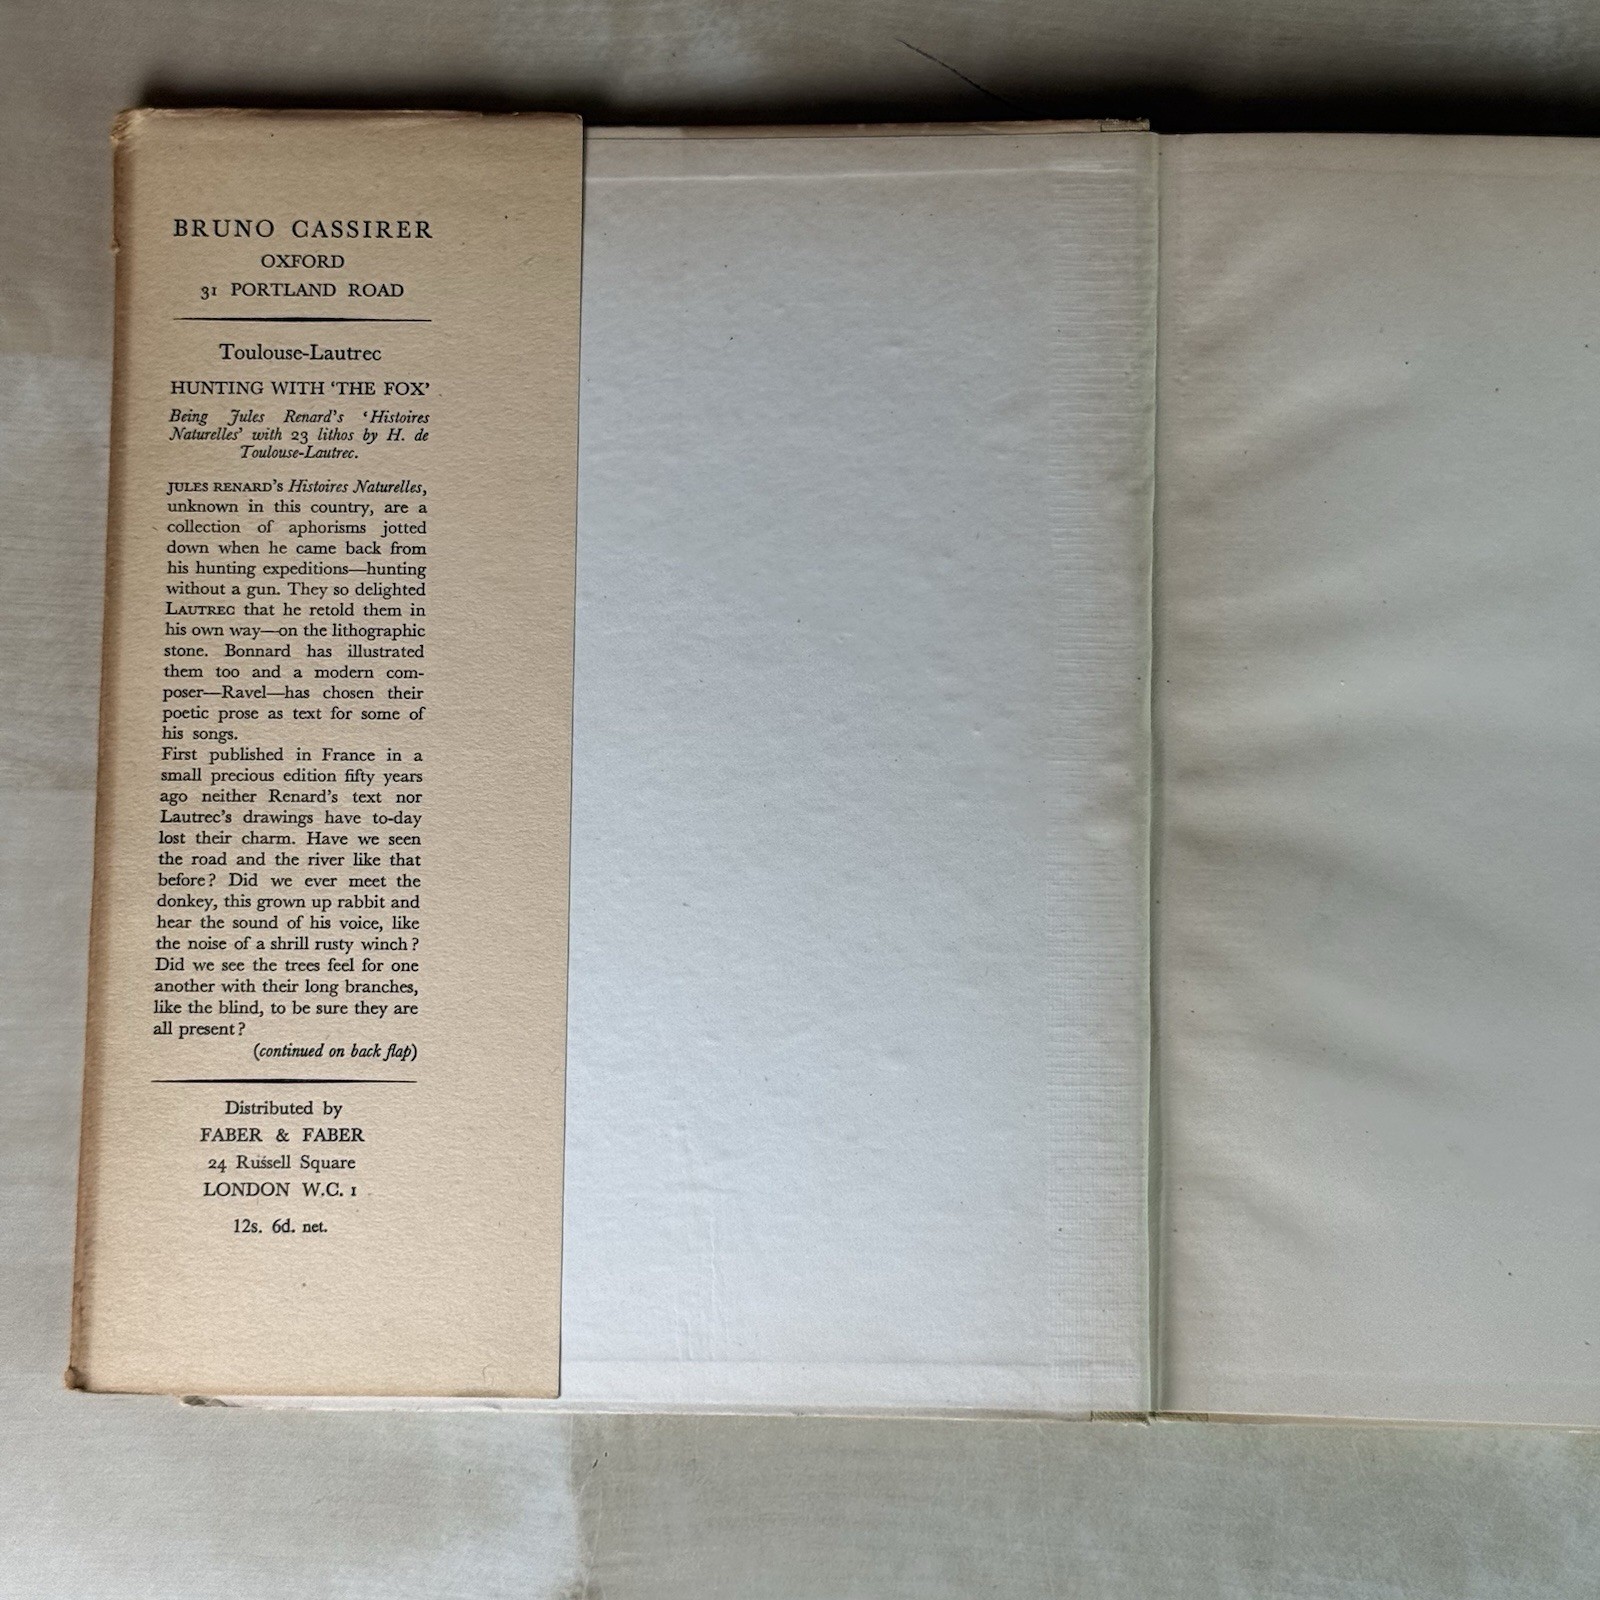 BRUNO CASSIRER
OXFORD
31 PORTLAND ROAD
Toulouse-Lautrec
HUNTING WITH ‘THE FOX’
Being Jules Renard’s ‘Histoires
Naturelles’ with 23 lithos by H. de
Toulouse-Lautrec.
JULES RENARD’S Histoires Naturelles,
unknown in this country, are a
collection of aphorisms jotted
down when he came back from
his hunting expeditions—hunting
without a gun. They so delighted
LAUTREC that he retold them in
his own way—on the lithographic
stone. Bonnard has illustrated
them too and a modern com-
poser—Ravel—has chosen their
poetic prose as text for some of
his songs.
First published in France in a
small precious edition fifty years
ago neither Renard’s text nor
Lautrec’s drawings have to-day
lost their charm. Have we seen
the road and the river like that
before? Did we ever meet the
donkey, this grown up rabbit and
hear the sound of his voice, like
the noise of a shrill rusty winch?
Did we see the trees feel for one
another with their long branches,
like the blind, to be sure they are
all present?
(continued on back flap)
Distributed by
FABER & FABER
24 Russell Square
LONDON W.C. 1
12s. 6d. net.